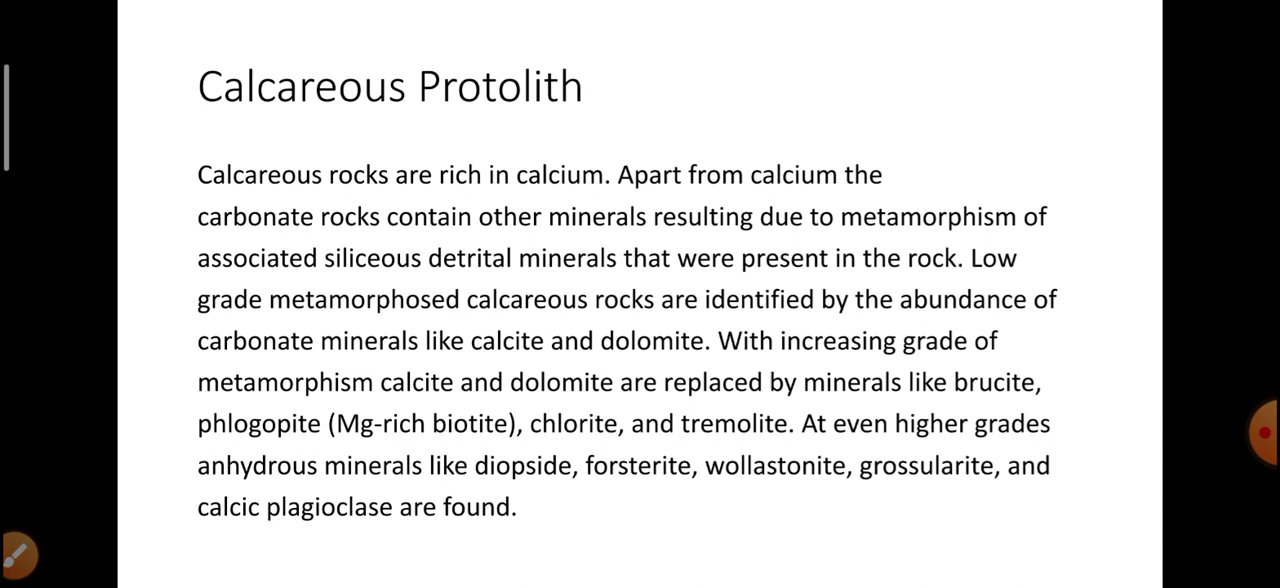 Calcareous Protolith
Calcareous rocks are rich in calcium. Apart from calcium the
carbonate rocks contain other minerals resulting due to metamorphism of
associated siliceous detrital minerals that were present in the rock. Low
grade metamorphosed calcareous rocks are identified by the abundance of
carbonate minerals like calcite and dolomite. With increasing grade of
metamorphism calcite and dolomite are replaced by minerals like brucite,
phlogopite (Mg-rich biotite), chlorite, and tremolite. At even higher grades
anhydrous minerals like diopside, forsterite, wollastonite, grossularite, and
calcic plagioclase are found.